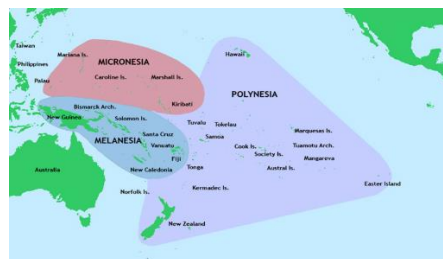 Taiwan
Hawaii
Mariana Is.
MICRONESIA
Philippines
Palau
Caroline Is.
Marshall Is.
POLYNESIA
Kiribati
Bismarck Arch.
New Guinea
Solomon Is.
Tuvalu
Tokelau
Marquesas Is.
Santa Cruz
Samoa
MELANESIA
Vanuatu
Cook Is.
Tuamotu Arch.
Society Is.
Fiji
Mangareva
Australia
New Caledonia
Tonga
Austral Is.
Easter Island
Norfolk Is.
Kermadec Is.
New Zealand